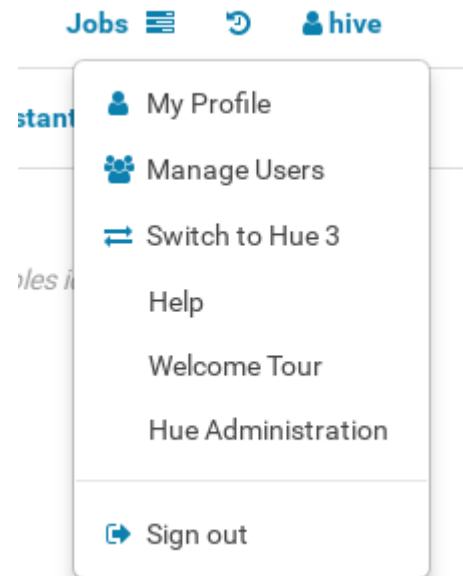 Jobs hive
stant
My Profile
Manage Users
Switch to Hue 3
bles i
Help
Welcome Tour
Hue Administration
Sign out